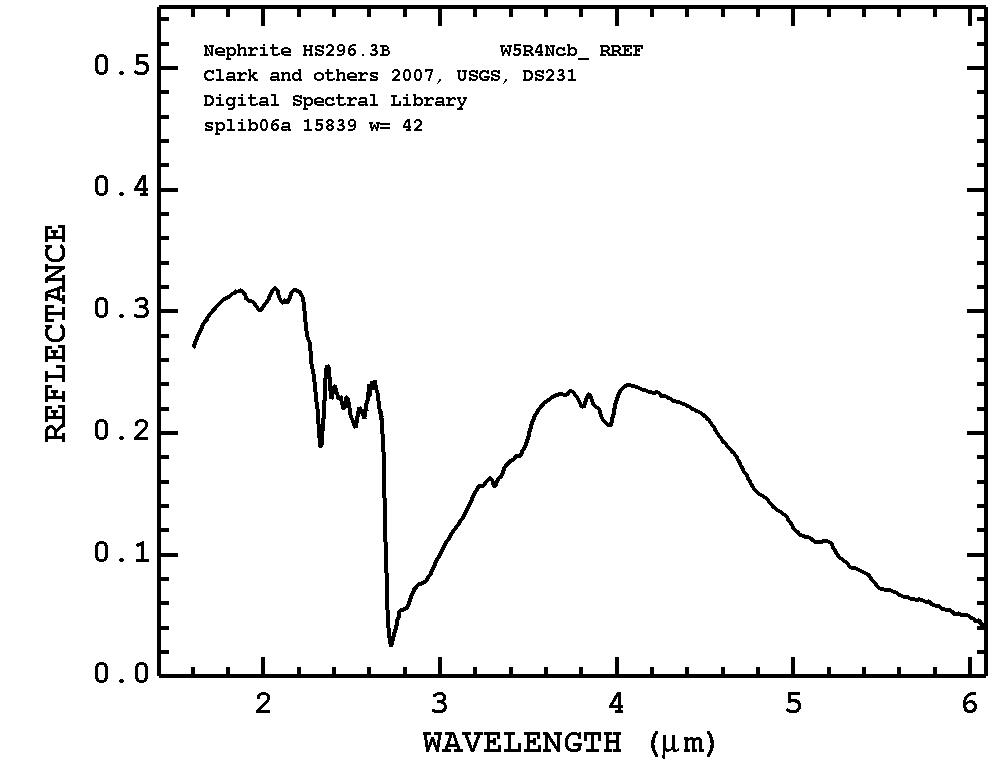 Nephrite HS296.3B W5R4Ncb_ RREF
Clark and others 2007, USGS, DS231
Digital Spectral Library
splib06a 15839 w= 42
0.5
0.4
0.3
0.2
0.1
0.0
REFLECTANCE
2 3 4 5 6
WAVELENGTH (μm)